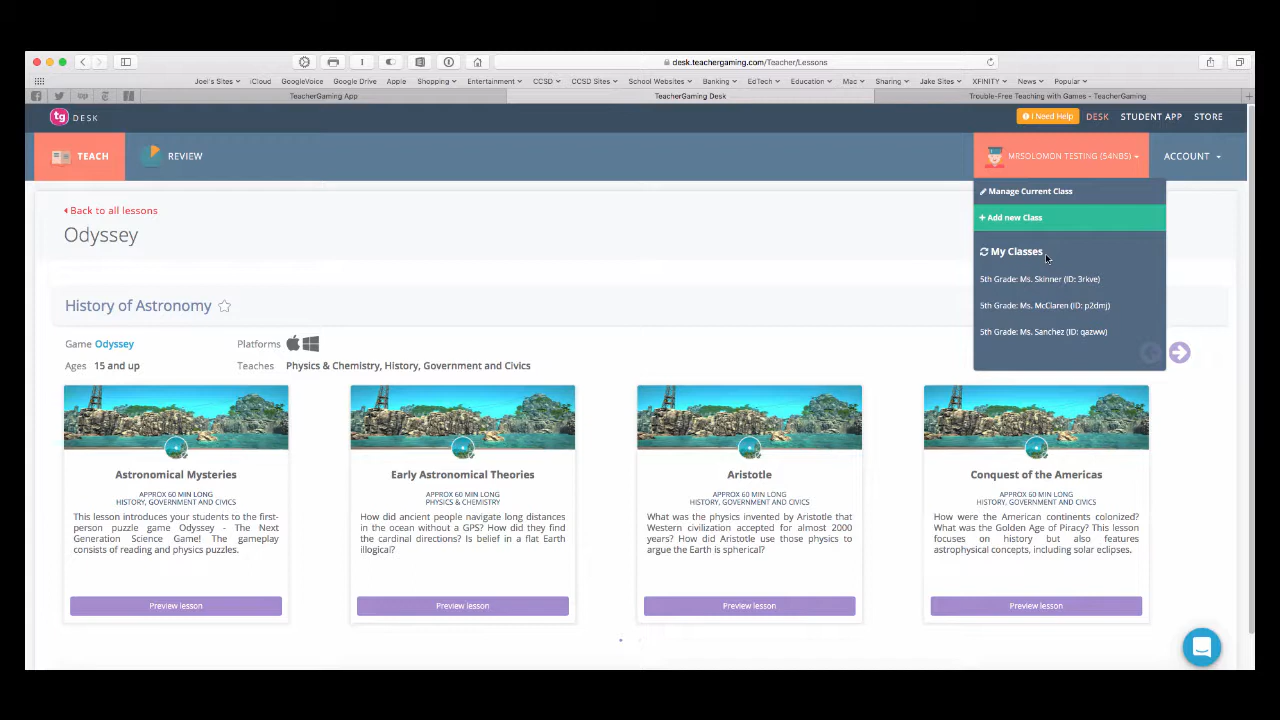 desk.teachergaming.com/Teacher/Lessons
Joel's Sites iCloud GoogleVoice Google Drive Apple Shopping Entertainment CCSD CCSD Sites School Websites Banking EdTech Education Mac Sharing Jake Sites XFINITY News Popular
TeacherGaming App TeacherGaming Desk Trouble-Free Teaching with Games - TeacherGaming
tg DESK I Need Help DESK STUDENT APP STORE
TEACH REVIEW MRSOLOMON TESTING (54NBS) ACCOUNT
Manage Current Class
+ Add new Class
My Classes
5th Grade: Ms. Skinner (ID: 3rkve)
5th Grade: Ms. McClaren (ID: p2dmj)
5th Grade: Ms. Sanchez (ID: qazww)
Back to all lessons
Odyssey
History of Astronomy
Game Odyssey Platforms
Ages 15 and up Teaches Physics & Chemistry, History, Government and Civics
Astronomical Mysteries
APPROX 60 MIN LONG
HISTORY, GOVERNMENT AND CIVICS
This lesson introduces your students to the first-
person puzzle game Odyssey - The Next
Generation Science Game! The gameplay
consists of reading and physics puzzles.
Preview lesson
Early Astronomical Theories
APPROX 60 MIN LONG
PHYSICS & CHEMISTRY
How did ancient people navigate long distances
in the ocean without a GPS? How did they find
the cardinal directions? Is belief in a flat Earth
illogical?
Preview lesson
Aristotle
APPROX 60 MIN LONG
HISTORY, GOVERNMENT AND CIVICS
What was the physics invented by Aristotle that
Western civilization accepted for almost 2000
years? How did Aristotle use those physics to
argue the Earth is spherical?
Preview lesson
Conquest of the Americas
APPROX 60 MIN LONG
HISTORY, GOVERNMENT AND CIVICS
How were the American continents colonized?
What was the Golden Age of Piracy? This lesson
focuses on history but also features
astrophysical concepts, including solar eclipses.
Preview lesson